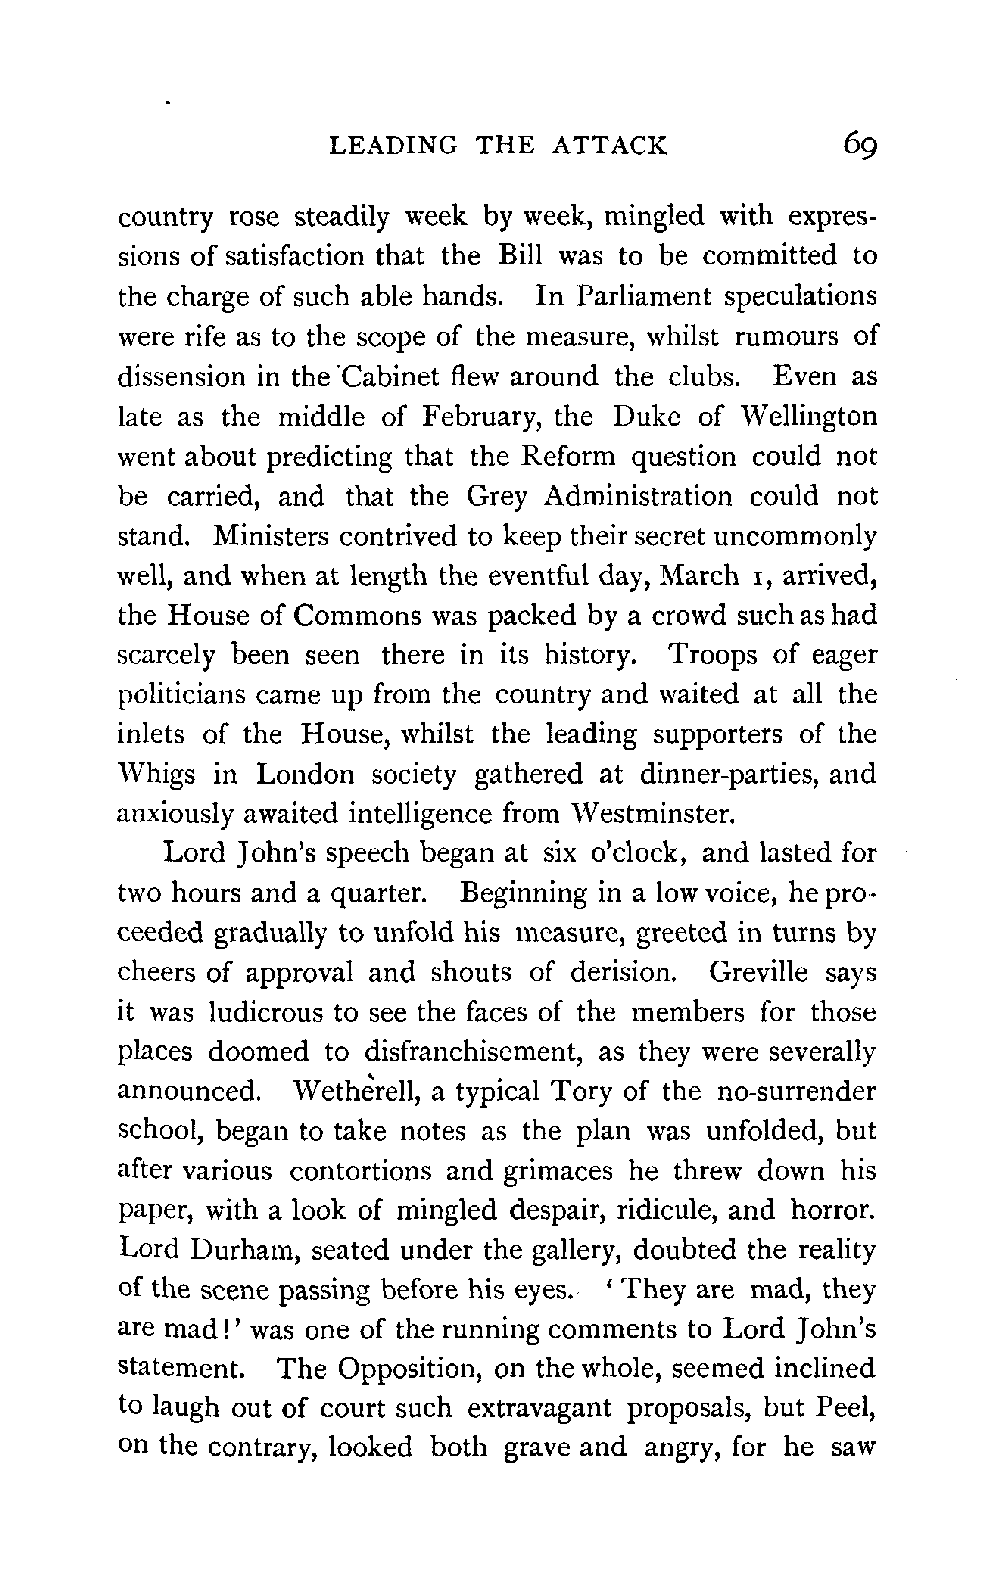 LEADING THE ATTACK 69
country rose steadily week by week, mingled with expres-
sions of satisfaction that the Bill was to be committed to
the charge of such able hands. In Parliament speculations
were rife as to the scope of the measure, whilst rumours of
dissension in the Cabinet flew around the clubs. Even as
late as the middle of February, the Duke of Wellington
went about predicting that the Reform question could not
be carried, and that the Grey Administration could not
stand. Ministers contrived to keep their secret uncommonly
well, and when at length the eventful day, March 1, arrived,
the House of Commons was packed by a crowd such as had
scarcely been seen there in its history. Troops of eager
politicians came up from the country and waited at all the
inlets of the House, whilst the leading supporters of the
Whigs in London society gathered at dinner-parties, and
anxiously awaited intelligence from Westminster.
Lord John's speech began at six o'clock, and lasted for
two hours and a quarter. Beginning in a low voice, he pro-
ceeded gradually to unfold his measure, greeted in turns by
cheers of approval and shouts of derision. Greville says
it was ludicrous to see the faces of the members for those
places doomed to disfranchisement, as they were severally
announced. Wetherell, a typical Tory of the no-surrender
school, began to take notes as the plan was unfolded, but
after various contortions and grimaces he threw down his
paper, with a look of mingled despair, ridicule, and horror.
Lord Durham, seated under the gallery, doubted the reality
of the scene passing before his eyes. ‘They are mad, they
are mad!’ was one of the running comments to Lord John's
statement. The Opposition, on the whole, seemed inclined
to laugh out of court such extravagant proposals, but Peel,
on the contrary, looked both grave and angry, for he saw